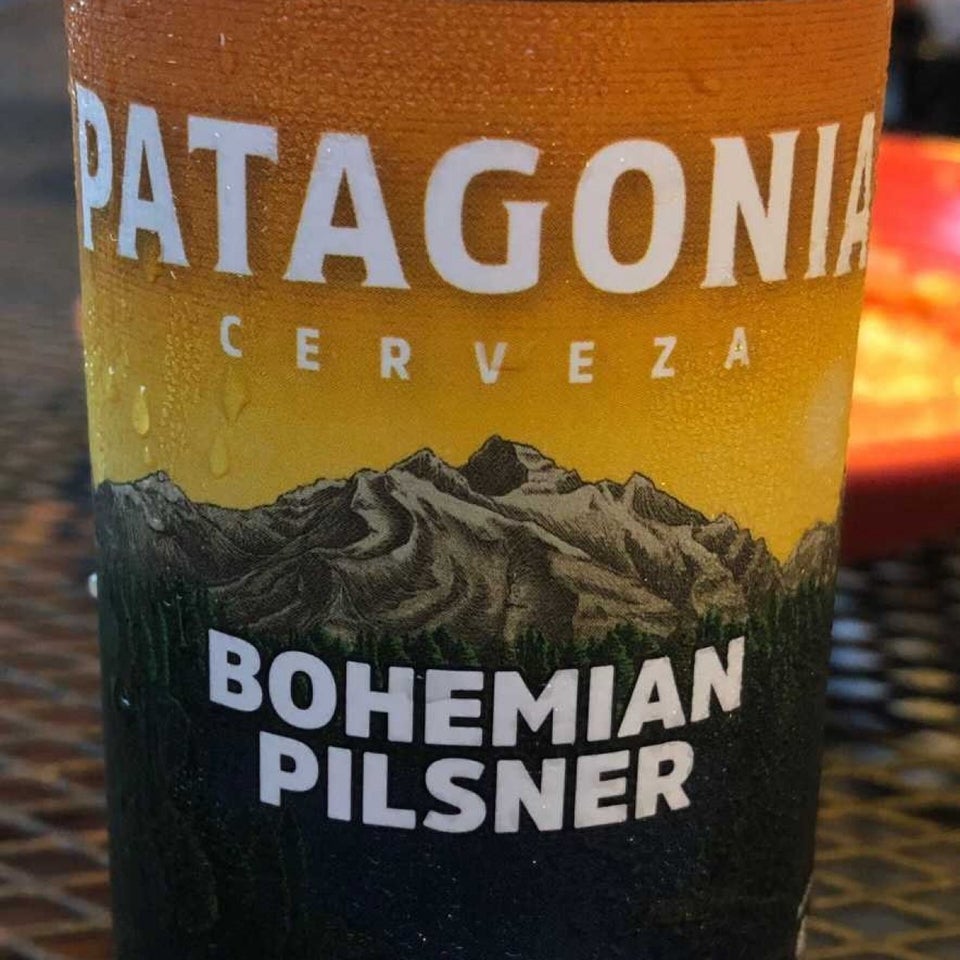 PATAGONIA
CERVEZA
BOHEMIAN
PILSNER